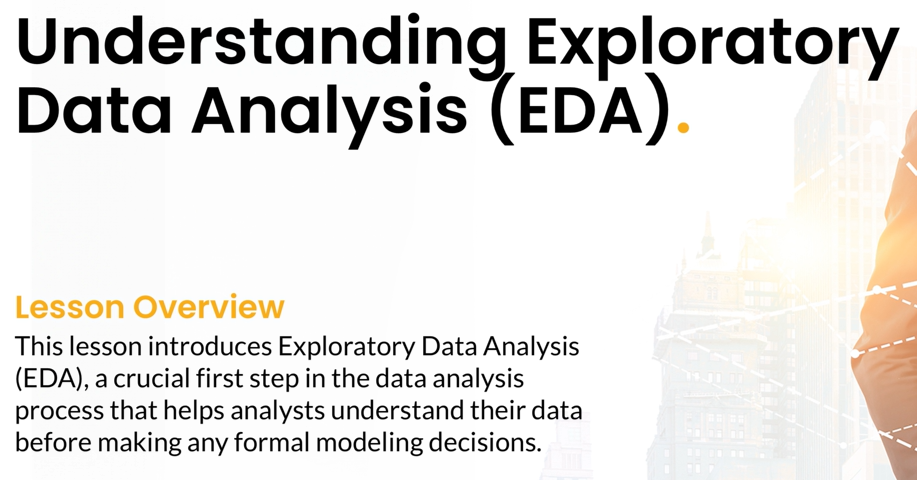 Understanding Exploratory
Data Analysis (EDA).
Lesson Overview
This lesson introduces Exploratory Data Analysis
(EDA), a crucial first step in the data analysis
process that helps analysts understand their data
before making any formal modeling decisions.